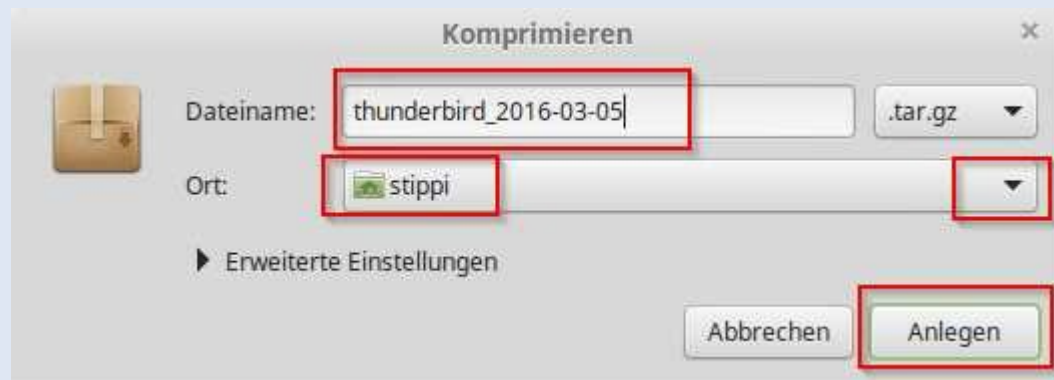 Komprimieren
Dateiname: thunderbird_2016-03-05 .tar.gz
Ort: stippi
Erweiterte Einstellungen
Abbrechen Anlegen